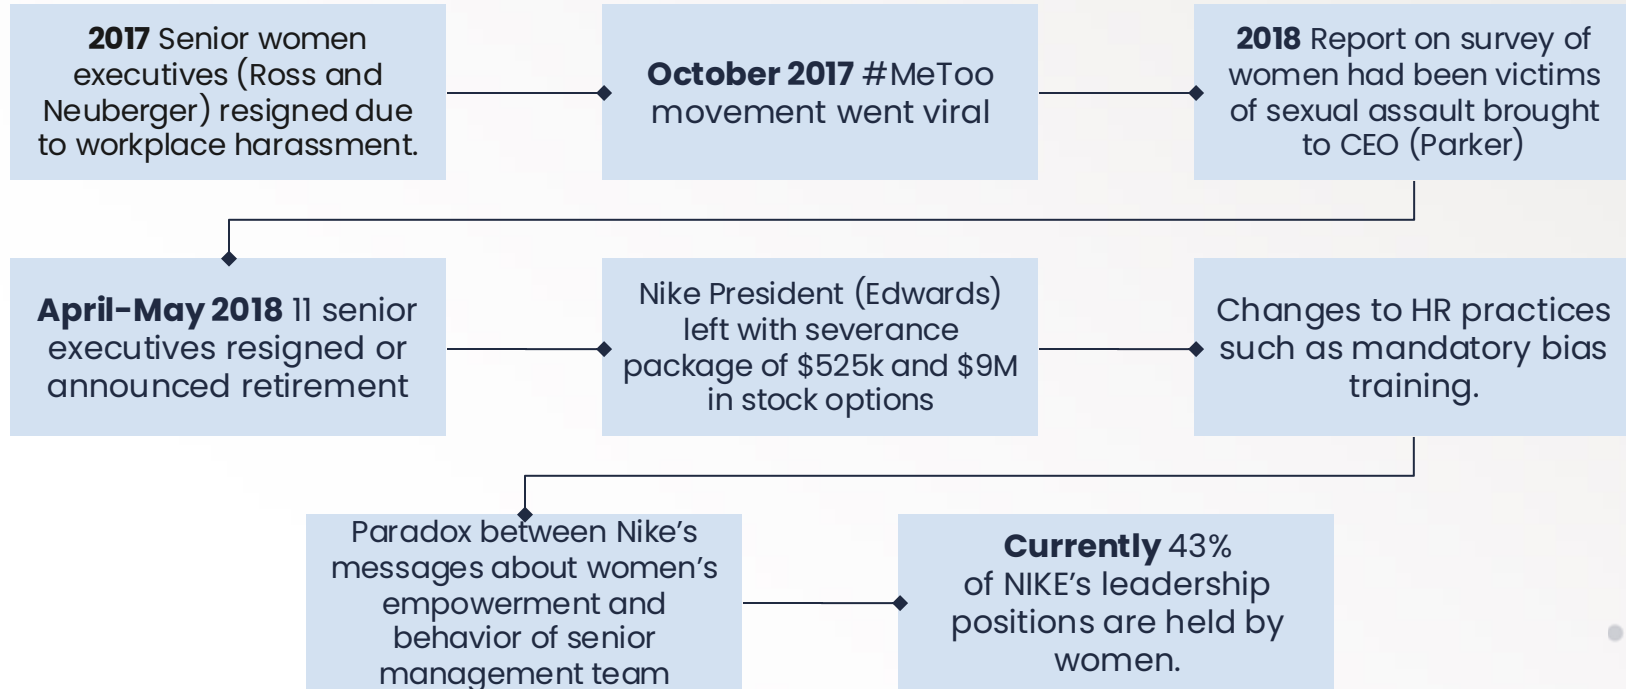 2017 Senior women
executives (Ross and
Neuberger) resigned due
to workplace harassment.
October 2017 #MeToo
movement went viral
2018 Report on survey of
women had been victims
of sexual assault brought
to CEO (Parker)
April-May 2018 11 senior
executives resigned or
announced retirement
Nike President (Edwards)
left with severance
package of $525k and $9M
in stock options
Changes to HR practices
such as mandatory bias
training.
Paradox between Nike’s
messages about women’s
empowerment and
behavior of senior
management team
Currently 43%
of NIKE’s leadership
positions are held by
women.